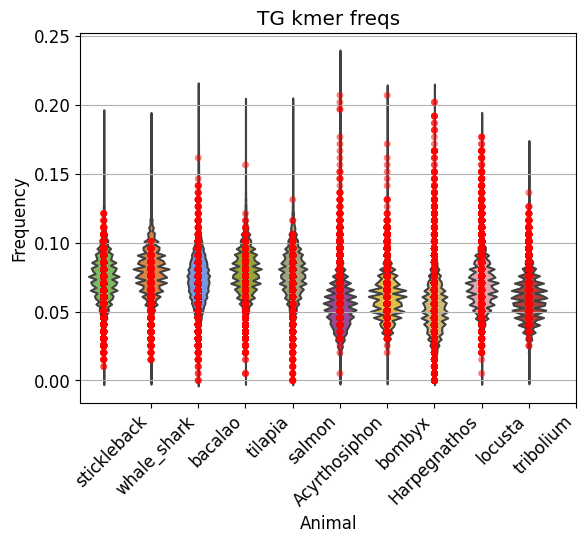 TG kmer freqs
Frequency
0.25
0.20
0.15
0.10
0.05
0.00
stickleback
whale_shark
bacalao
tilapia
salmon
Acyrthosiphon
bombyx
Harpegnathos
locusta
tribolium
Animal